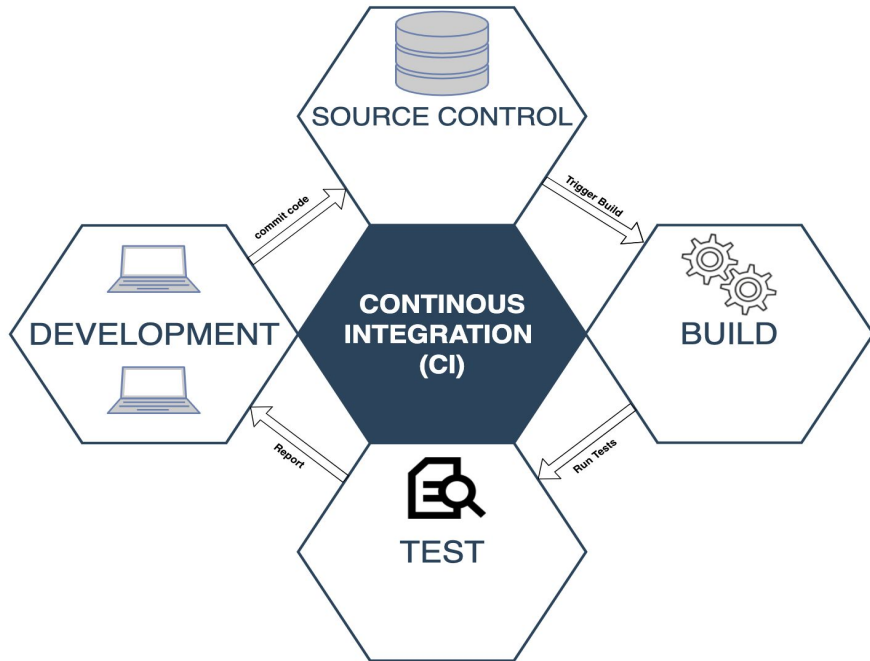 SOURCE CONTROL
commit code
Trigger Build
DEVELOPMENT
CONTINOUS
INTEGRATION
(CI)
BUILD
Report
Run Tests
TEST